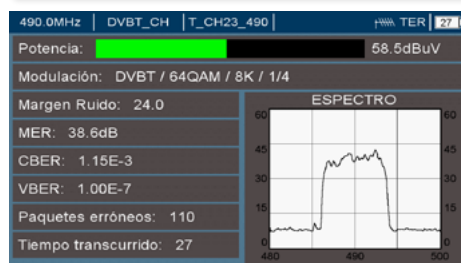 490.0MHz DVBT_CH T_CH23_490 TER 27
Potencia: 58.5dBuV
Modulación: DVBT / 64QAM / 8K / 1/4
Margen Ruido: 24.0
MER: 38.6dB
CBER: 1.15E-3
VBER: 1.00E-7
Paquetes erróneos: 110
Tiempo transcurrido: 27
ESPECTRO
60 60
45 45
30 30
15 15
0 0
480 490 500